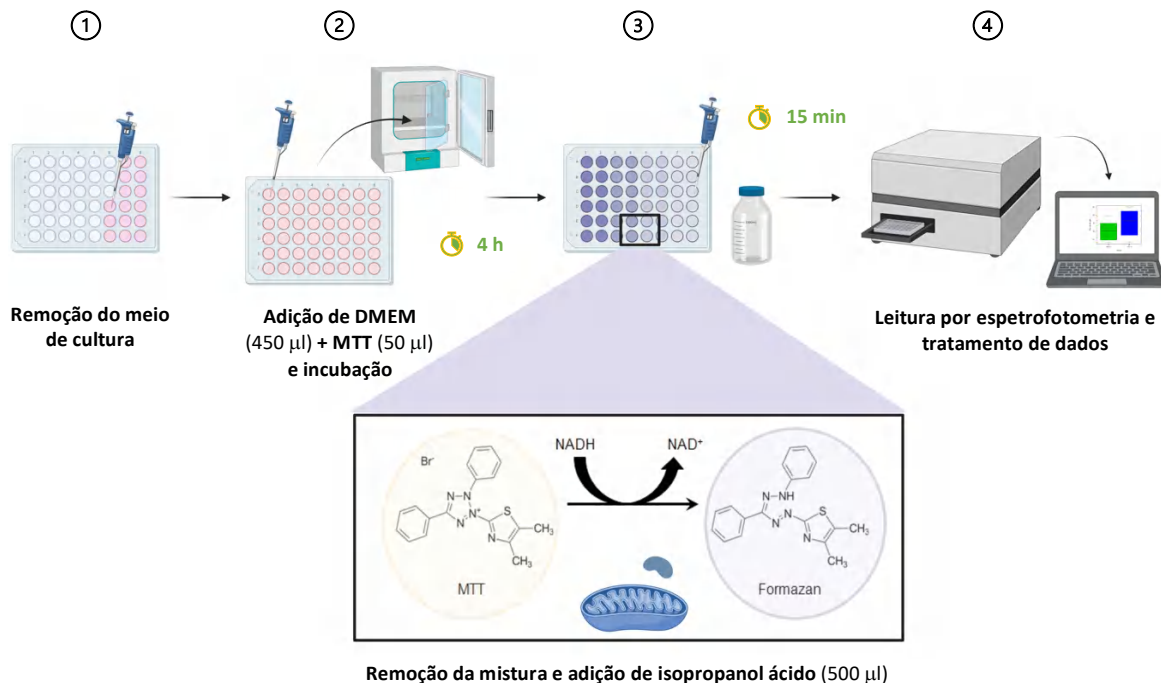 ①
②
③
④
4 h
15 min
Remoção do meio
de cultura
Adição de DMEM
(450 µl) + MTT (50 µl)
e incubação
Leitura por espetrofotometria e
tratamento de dados
NADH
NAD⁺
Br⁻
N
N
N
N⁺
S
N
CH₃
CH₃
MTT
N
NH
N
N
S
N
CH₃
CH₃
Formazan
Remoção da mistura e adição de isopropanol ácido (500 µl)